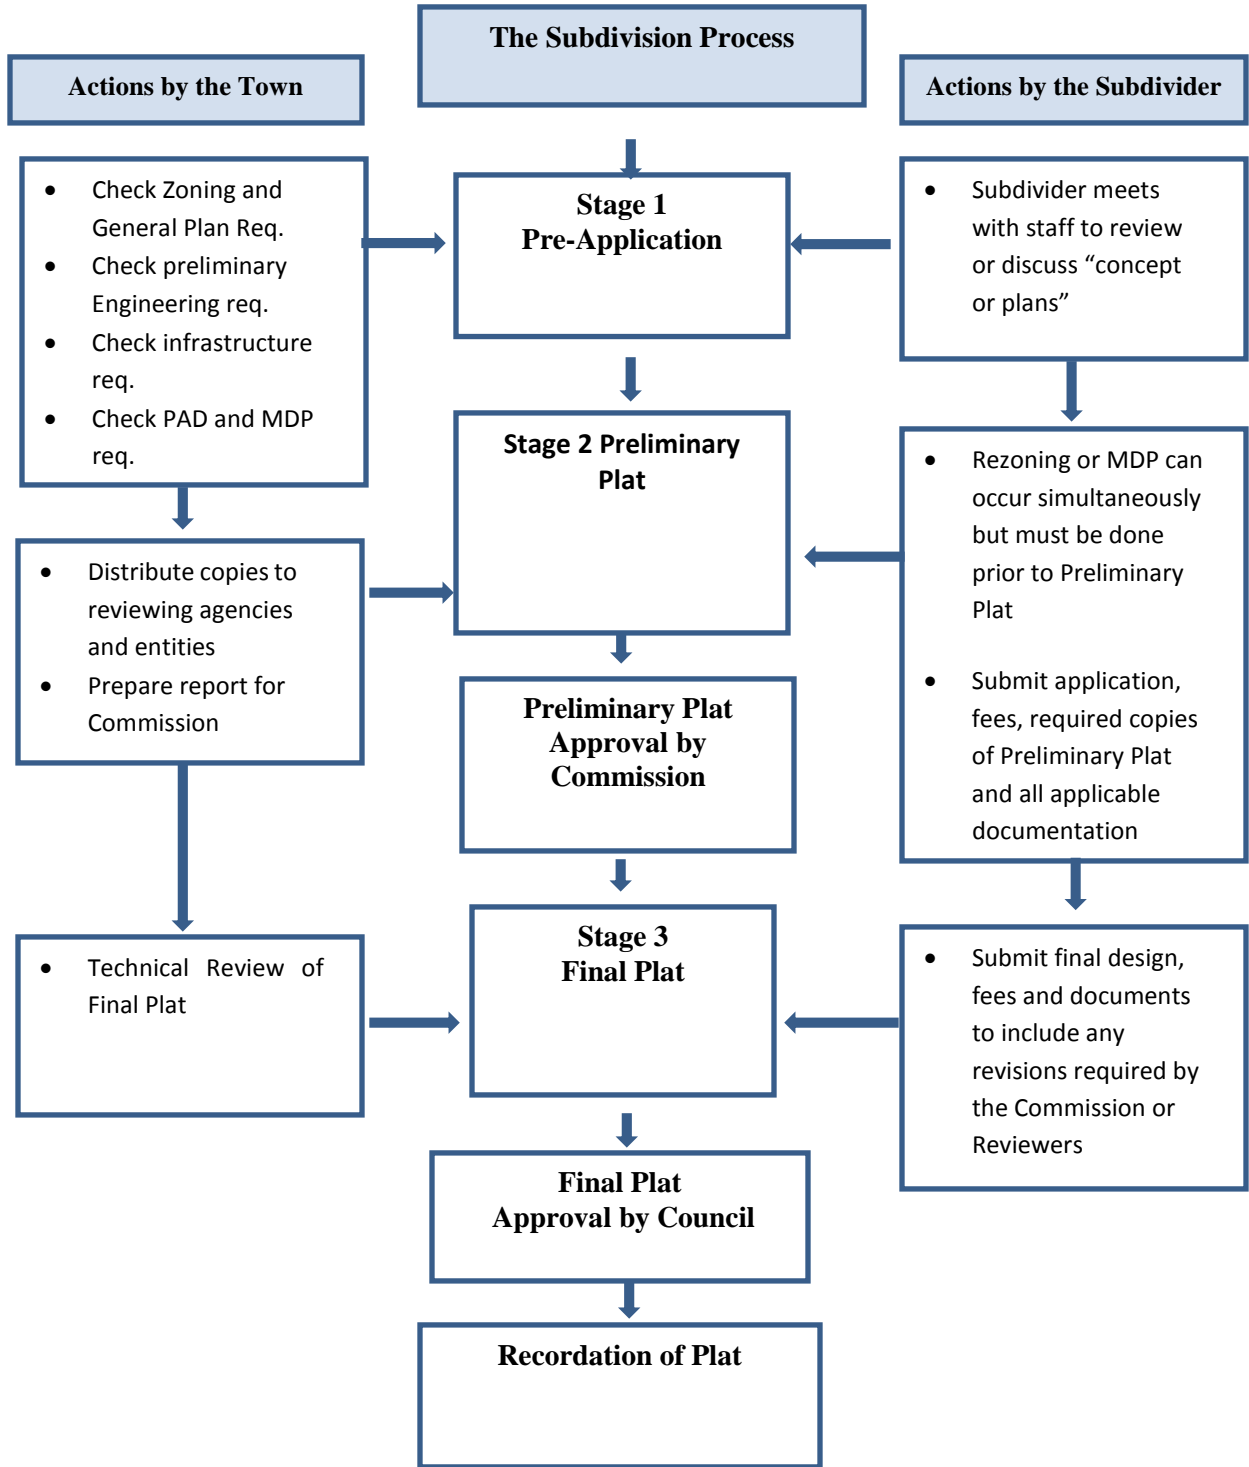 The Subdivision Process
Actions by the Town
Actions by the Subdivider
• Check Zoning and
General Plan Req.
• Check preliminary
Engineering req.
• Check infrastructure
req.
• Check PAD and MDP
req.
Stage 1
Pre-Application
• Subdivider meets
with staff to review
or discuss “concept
or plans”
• Distribute copies to
reviewing agencies
and entities
• Prepare report for
Commission
Stage 2 Preliminary
Plat
• Rezoning or MDP can
occur simultaneously
but must be done
prior to Preliminary
Plat
• Submit application,
fees, required copies
of Preliminary Plat
and all applicable
documentation
Preliminary Plat
Approval by
Commission
• Technical Review of
Final Plat
Stage 3
Final Plat
• Submit final design,
fees and documents
to include any
revisions required by
the Commission or
Reviewers
Final Plat
Approval by Council
Recordation of Plat